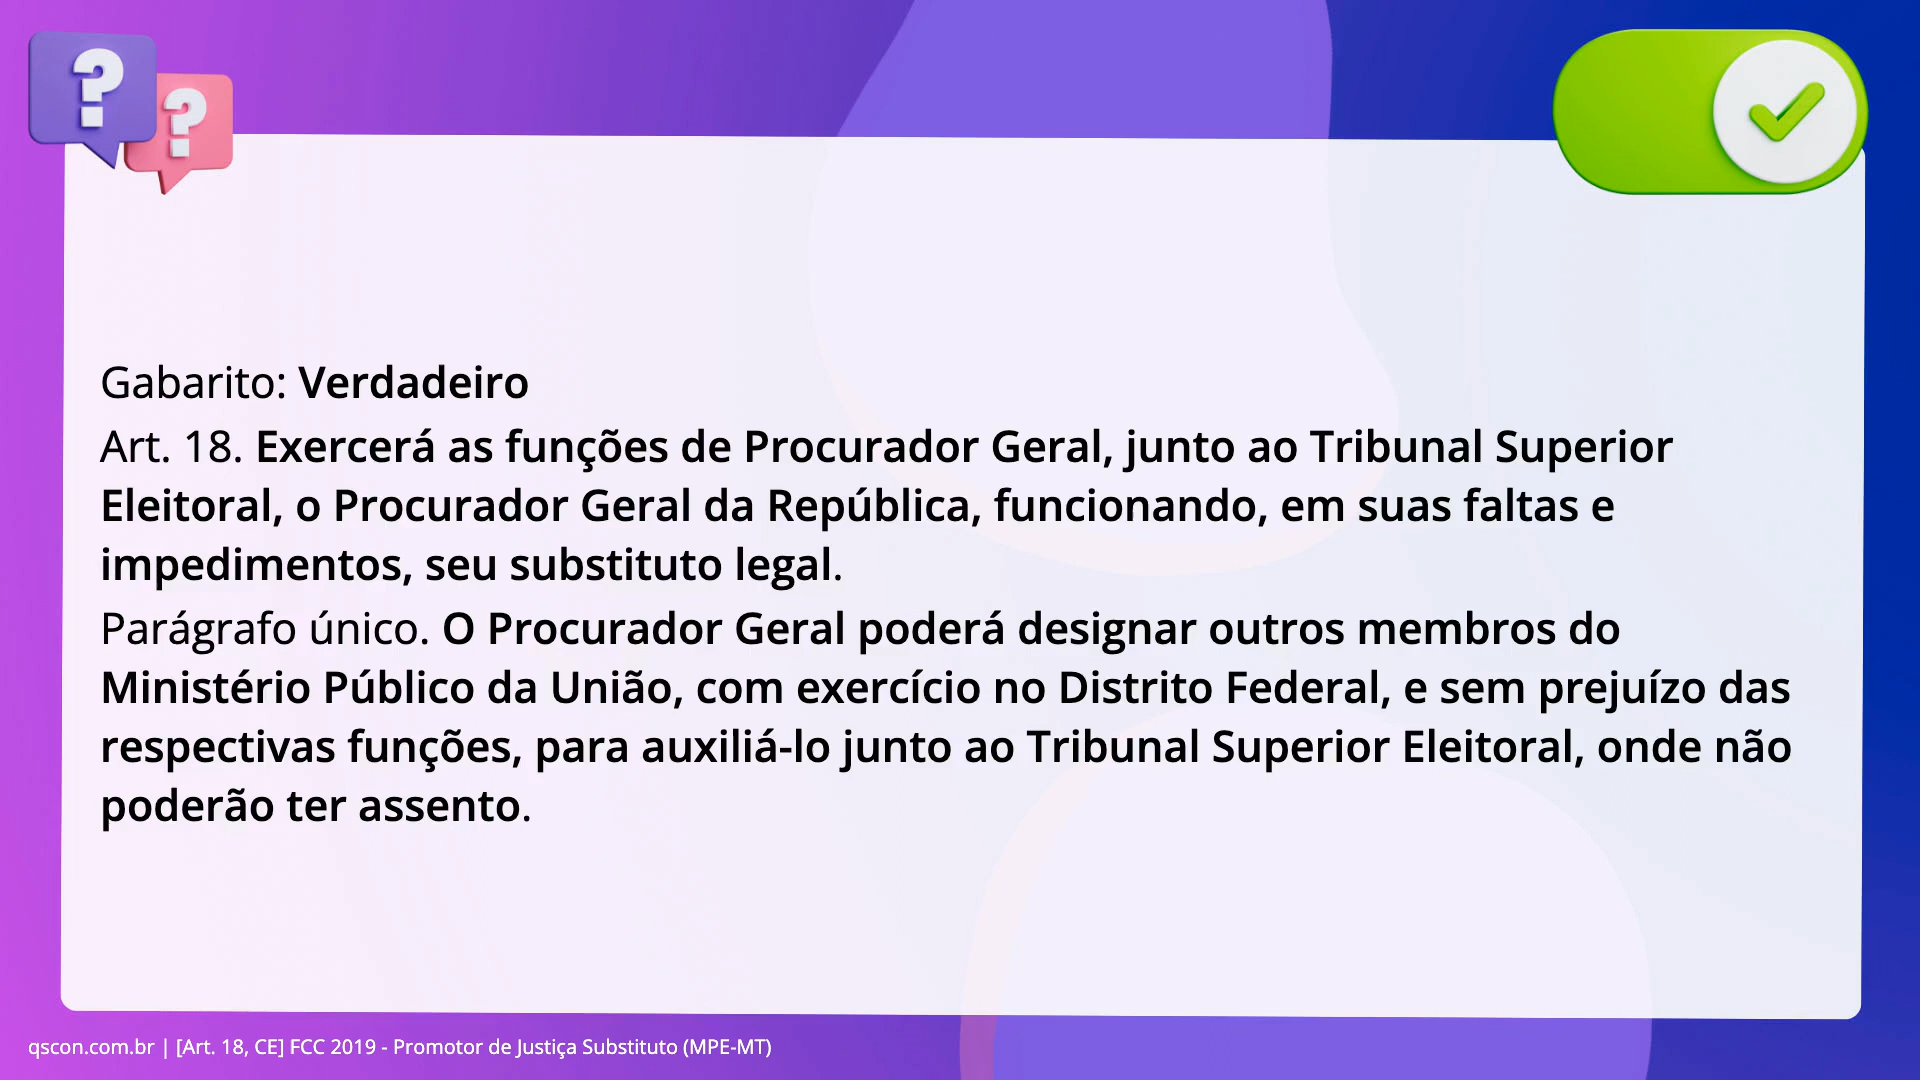 Gabarito: Verdadeiro
Art. 18. Exercerá as funções de Procurador Geral, junto ao Tribunal Superior
Eleitoral, o Procurador Geral da República, funcionando, em suas faltas e
impedimentos, seu substituto legal.
Parágrafo único. O Procurador Geral poderá designar outros membros do
Ministério Público da União, com exercício no Distrito Federal, e sem prejuízo das
respectivas funções, para auxiliá-lo junto ao Tribunal Superior Eleitoral, onde não
poderão ter assento.
qscon.com.br | [Art. 18, CE] FCC 2019 - Promotor de Justiça Substituto (MPE-MT)